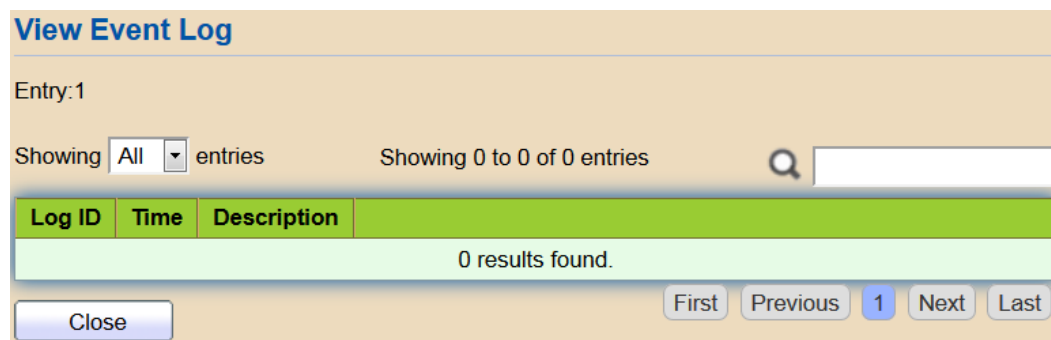 View Event Log
Entry:1
Showing All entries Showing 0 to 0 of 0 entries
Log ID Time Description
0 results found.
First Previous 1 Next Last
Close